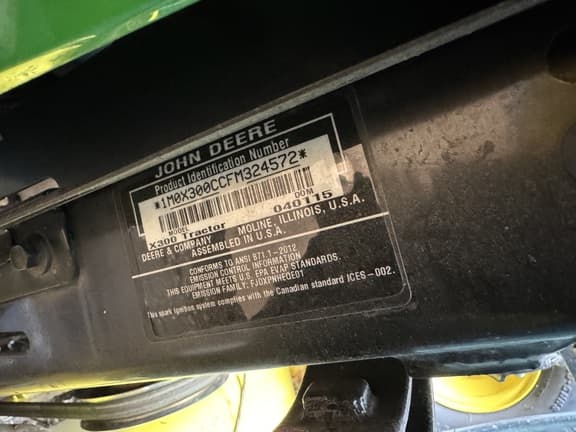 JOHN DEERE
Product Identification Number
*1M0X300CCFM324572*
MODEL DOM
X300 Tractor 040115
DEERE & COMPANY MOLINE, ILLINOIS, U.S.A.
ASSEMBLED IN U.S.A.
CONFORMS TO ANSI B71.1-2012
EMISSION CONTROL INFORMATION
THIS EQUIPMENT MEETS U.S. EPA EVAP STANDARDS.
EMISSION FAMILY: FJDXPNHEQED1
This spark ignition system complies with the Canadian standard ICES-002.